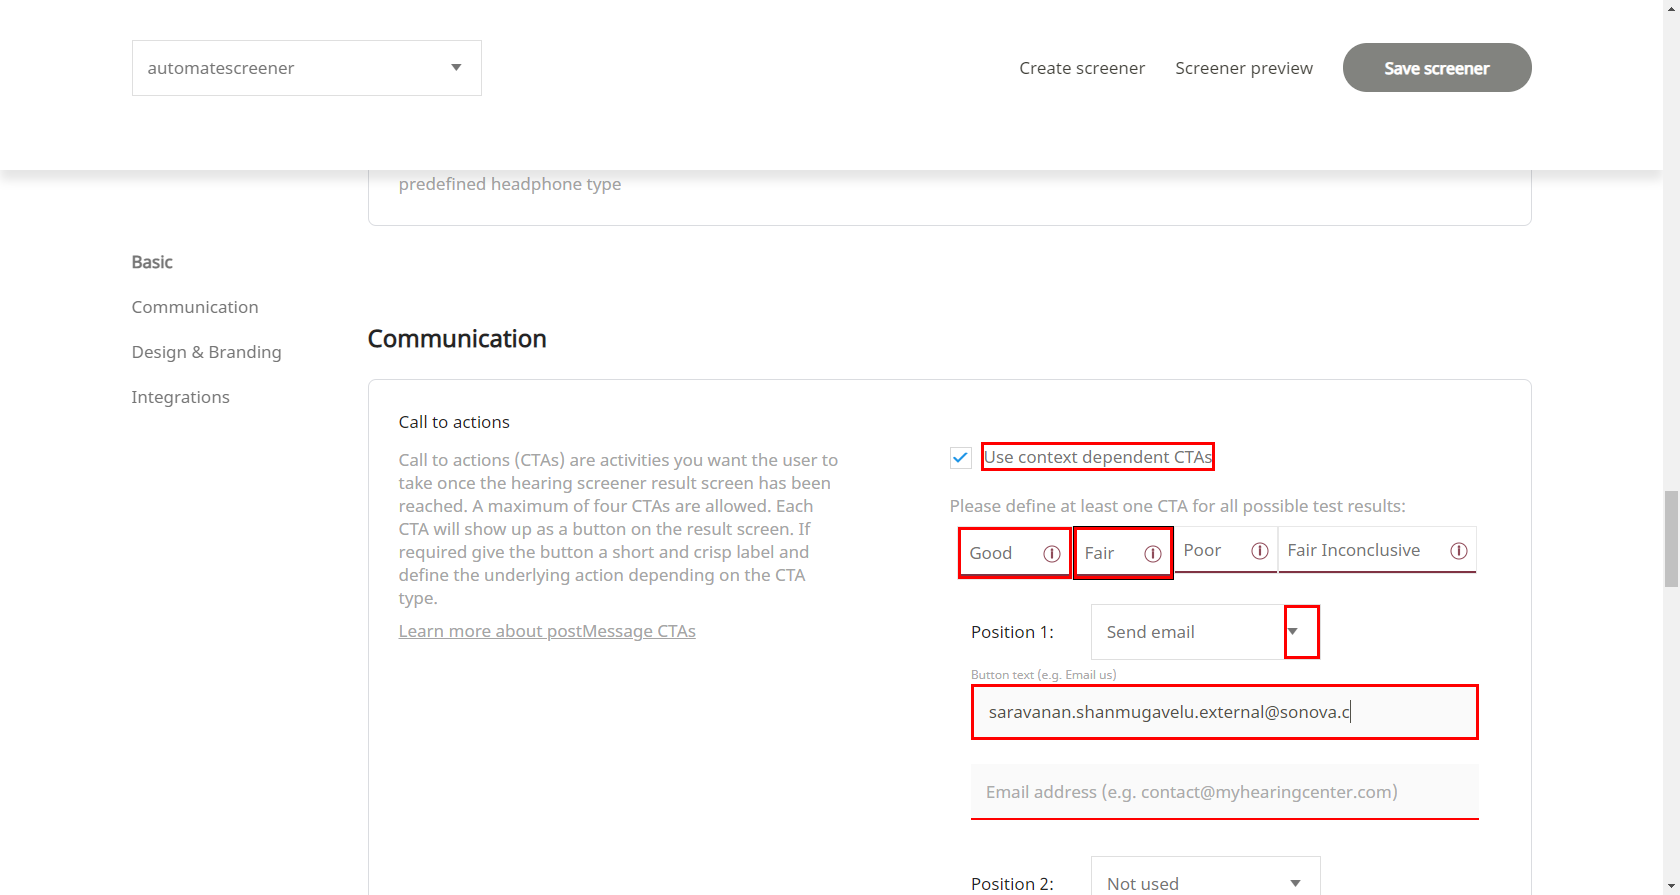 automatescreener
Create screener
Screener preview
Save screener
predefined headphone type
Basic
Communication
Design & Branding
Integrations
Communication
Call to actions
Call to actions (CTAs) are activities you want the user to
take once the hearing screener result screen has been
reached. A maximum of four CTAs are allowed. Each
CTA will show up as a button on the result screen. If
required give the button a short and crisp label and
define the underlying action depending on the CTA
type.
Learn more about postMessage CTAs
Use context dependent CTAs
Please define at least one CTA for all possible test results:
Good
Fair
Poor
Fair Inconclusive
Position 1:
Send email
Button text (e.g. Email us)
saravanan.shanmugavelu.external@sonova.c
Email address (e.g. contact@myhearingcenter.com)
Position 2:
Not used